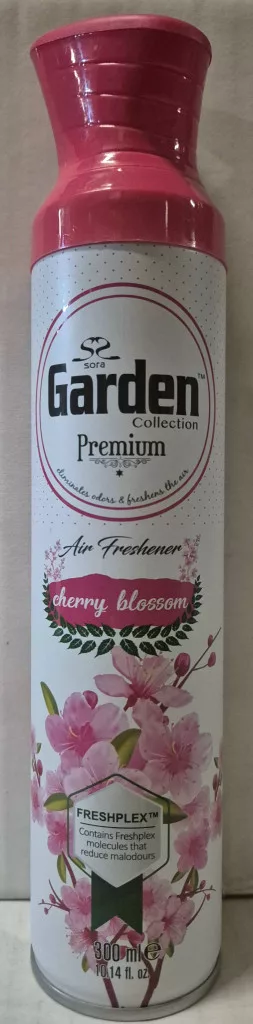 sora
Garden™
Collection
Premium
eliminates odors & freshens the air
Air Freshener
cherry blossom
FRESHPLEX™
Contains Freshplex
molecules that
reduce malodours
300 ml ℮
10.14 fl. oz